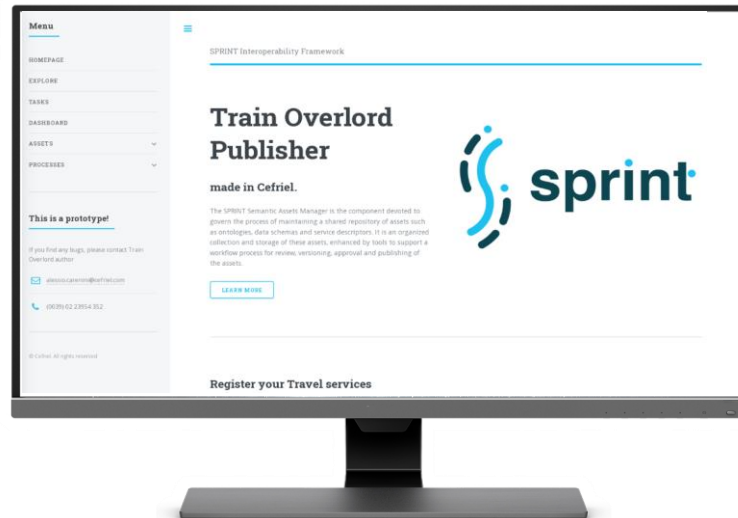 Menu
HOMEPAGE
EXPLORE
TASKS
DASHBOARD
ASSETS
PROCESSES
This is a prototype!
If you find any bugs, please contact Train
Overlord author
alessio.carenini@cefriel.com
(0039) 02 23954 352
© Cefriel. All rights reserved
SPRINT Interoperability Framework
Train Overlord
Publisher
made in Cefriel.
The SPRINT Semantic Assets Manager is the component devoted to
govern the process of maintaining a shared repository of assets such
as ontologies, data schemas and service descriptors. It is an organized
collection and storage of these assets, enhanced by tools to support a
workflow process for review, versioning, approval and publishing of
the assets.
LEARN MORE
sprint
Register your Travel services